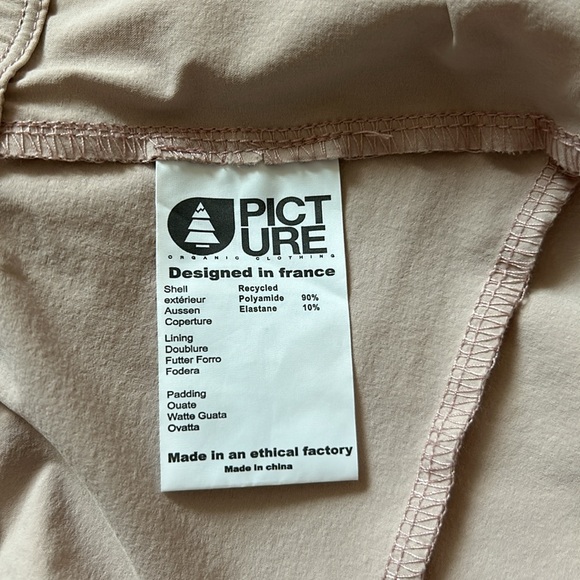 PICT
URE
ORGANIC CLOTHING
Designed in france
Shell Recycled
extérieur Polyamide 90%
Aussen Elastane 10%
Coperture
Lining
Doublure
Futter Forro
Fodera
Padding
Ouate
Watte Guata
Ovatta
Made in an ethical factory
Made in china